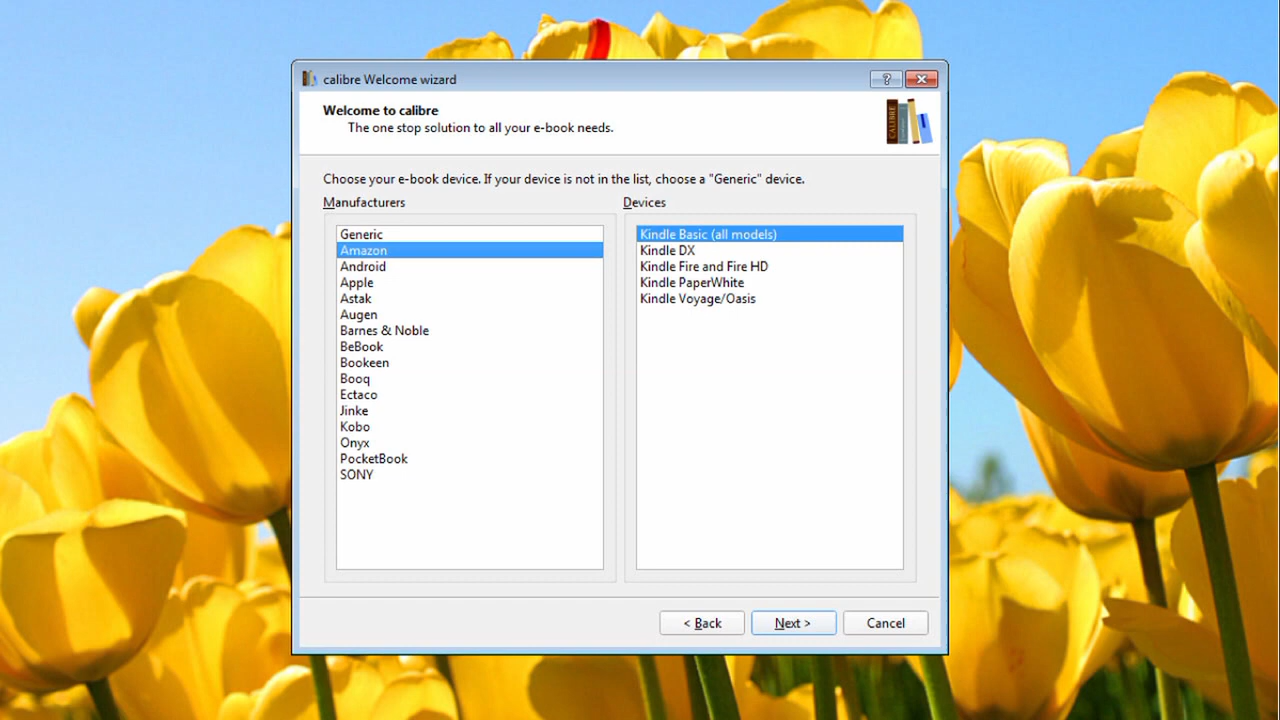 calibre Welcome wizard
Welcome to calibre
The one stop solution to all your e-book needs.
CALIBRE
Choose your e-book device. If your device is not in the list, choose a "Generic" device.
Manufacturers
Generic
Amazon
Android
Apple
Astak
Augen
Barnes & Noble
BeBook
Bookeen
Booq
Ectaco
Jinke
Kobo
Onyx
PocketBook
SONY
Devices
Kindle Basic (all models)
Kindle DX
Kindle Fire and Fire HD
Kindle PaperWhite
Kindle Voyage/Oasis
< Back
Next >
Cancel